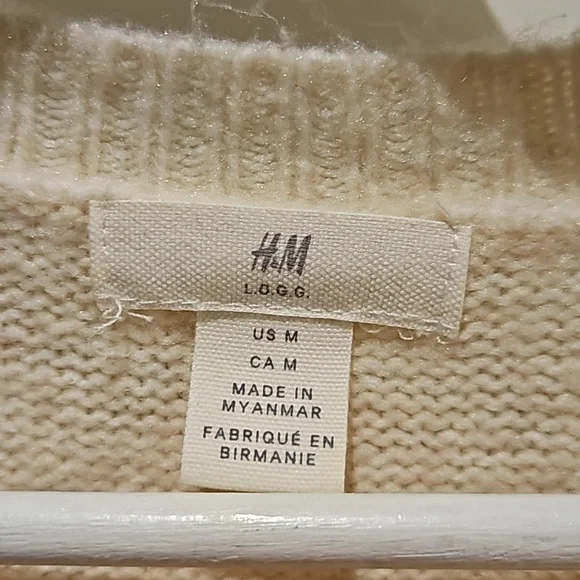 H&M
L.O.G.G.
US M
CA M
MADE IN
MYANMAR
FABRIQUÉ EN
BIRMANIE